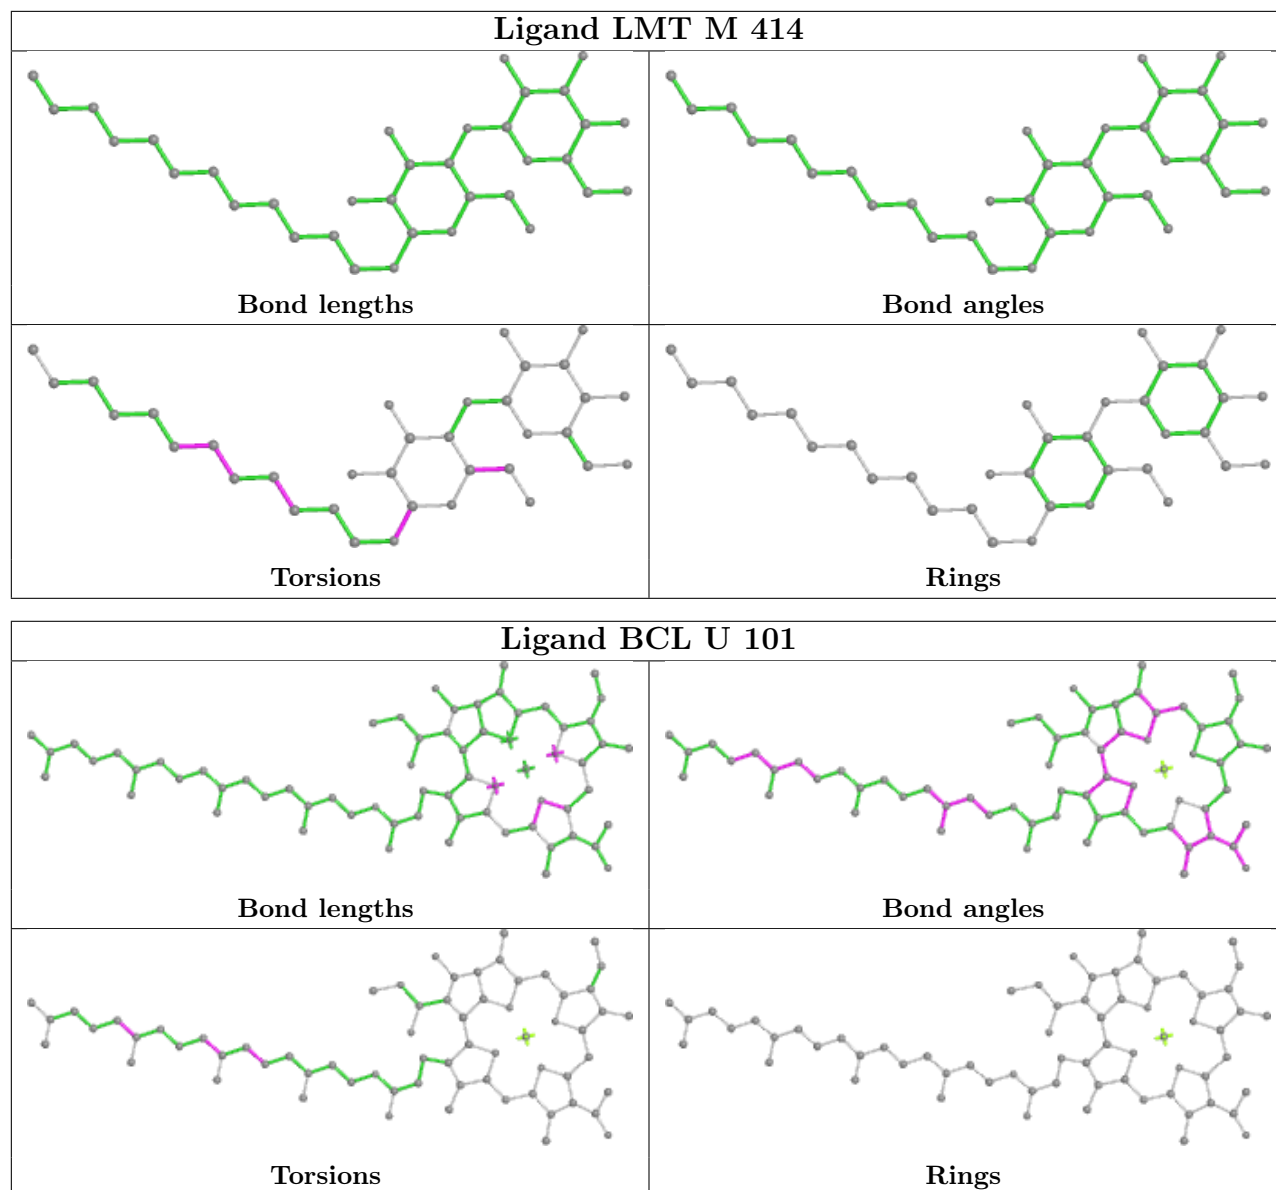 Ligand LMT M 414
Bond lengths
Bond angles
Torsions
Rings
Ligand BCL U 101
Bond lengths
Bond angles
Torsions
Rings